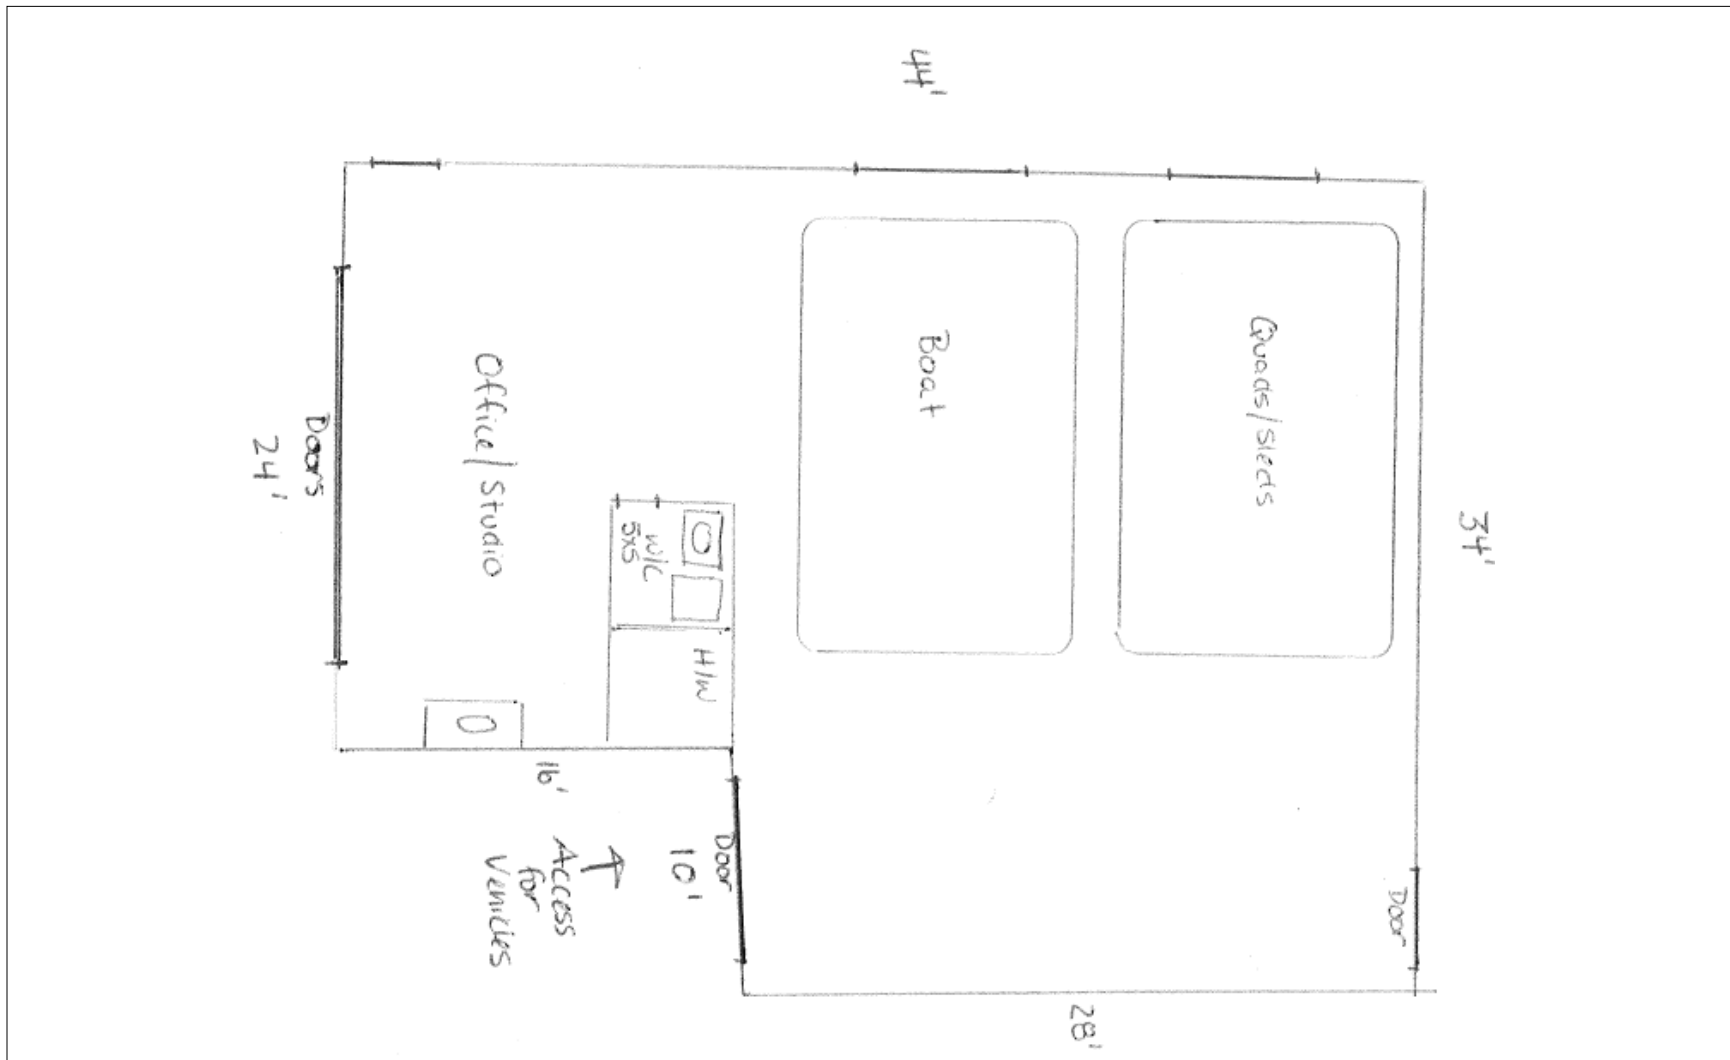 44'
Quads/sleds
Boat
34'
Office/Studio
Doors
24'
W/C
5x5
H/W
16'
Door
10'
Access
for
Vehicles
Door
28'